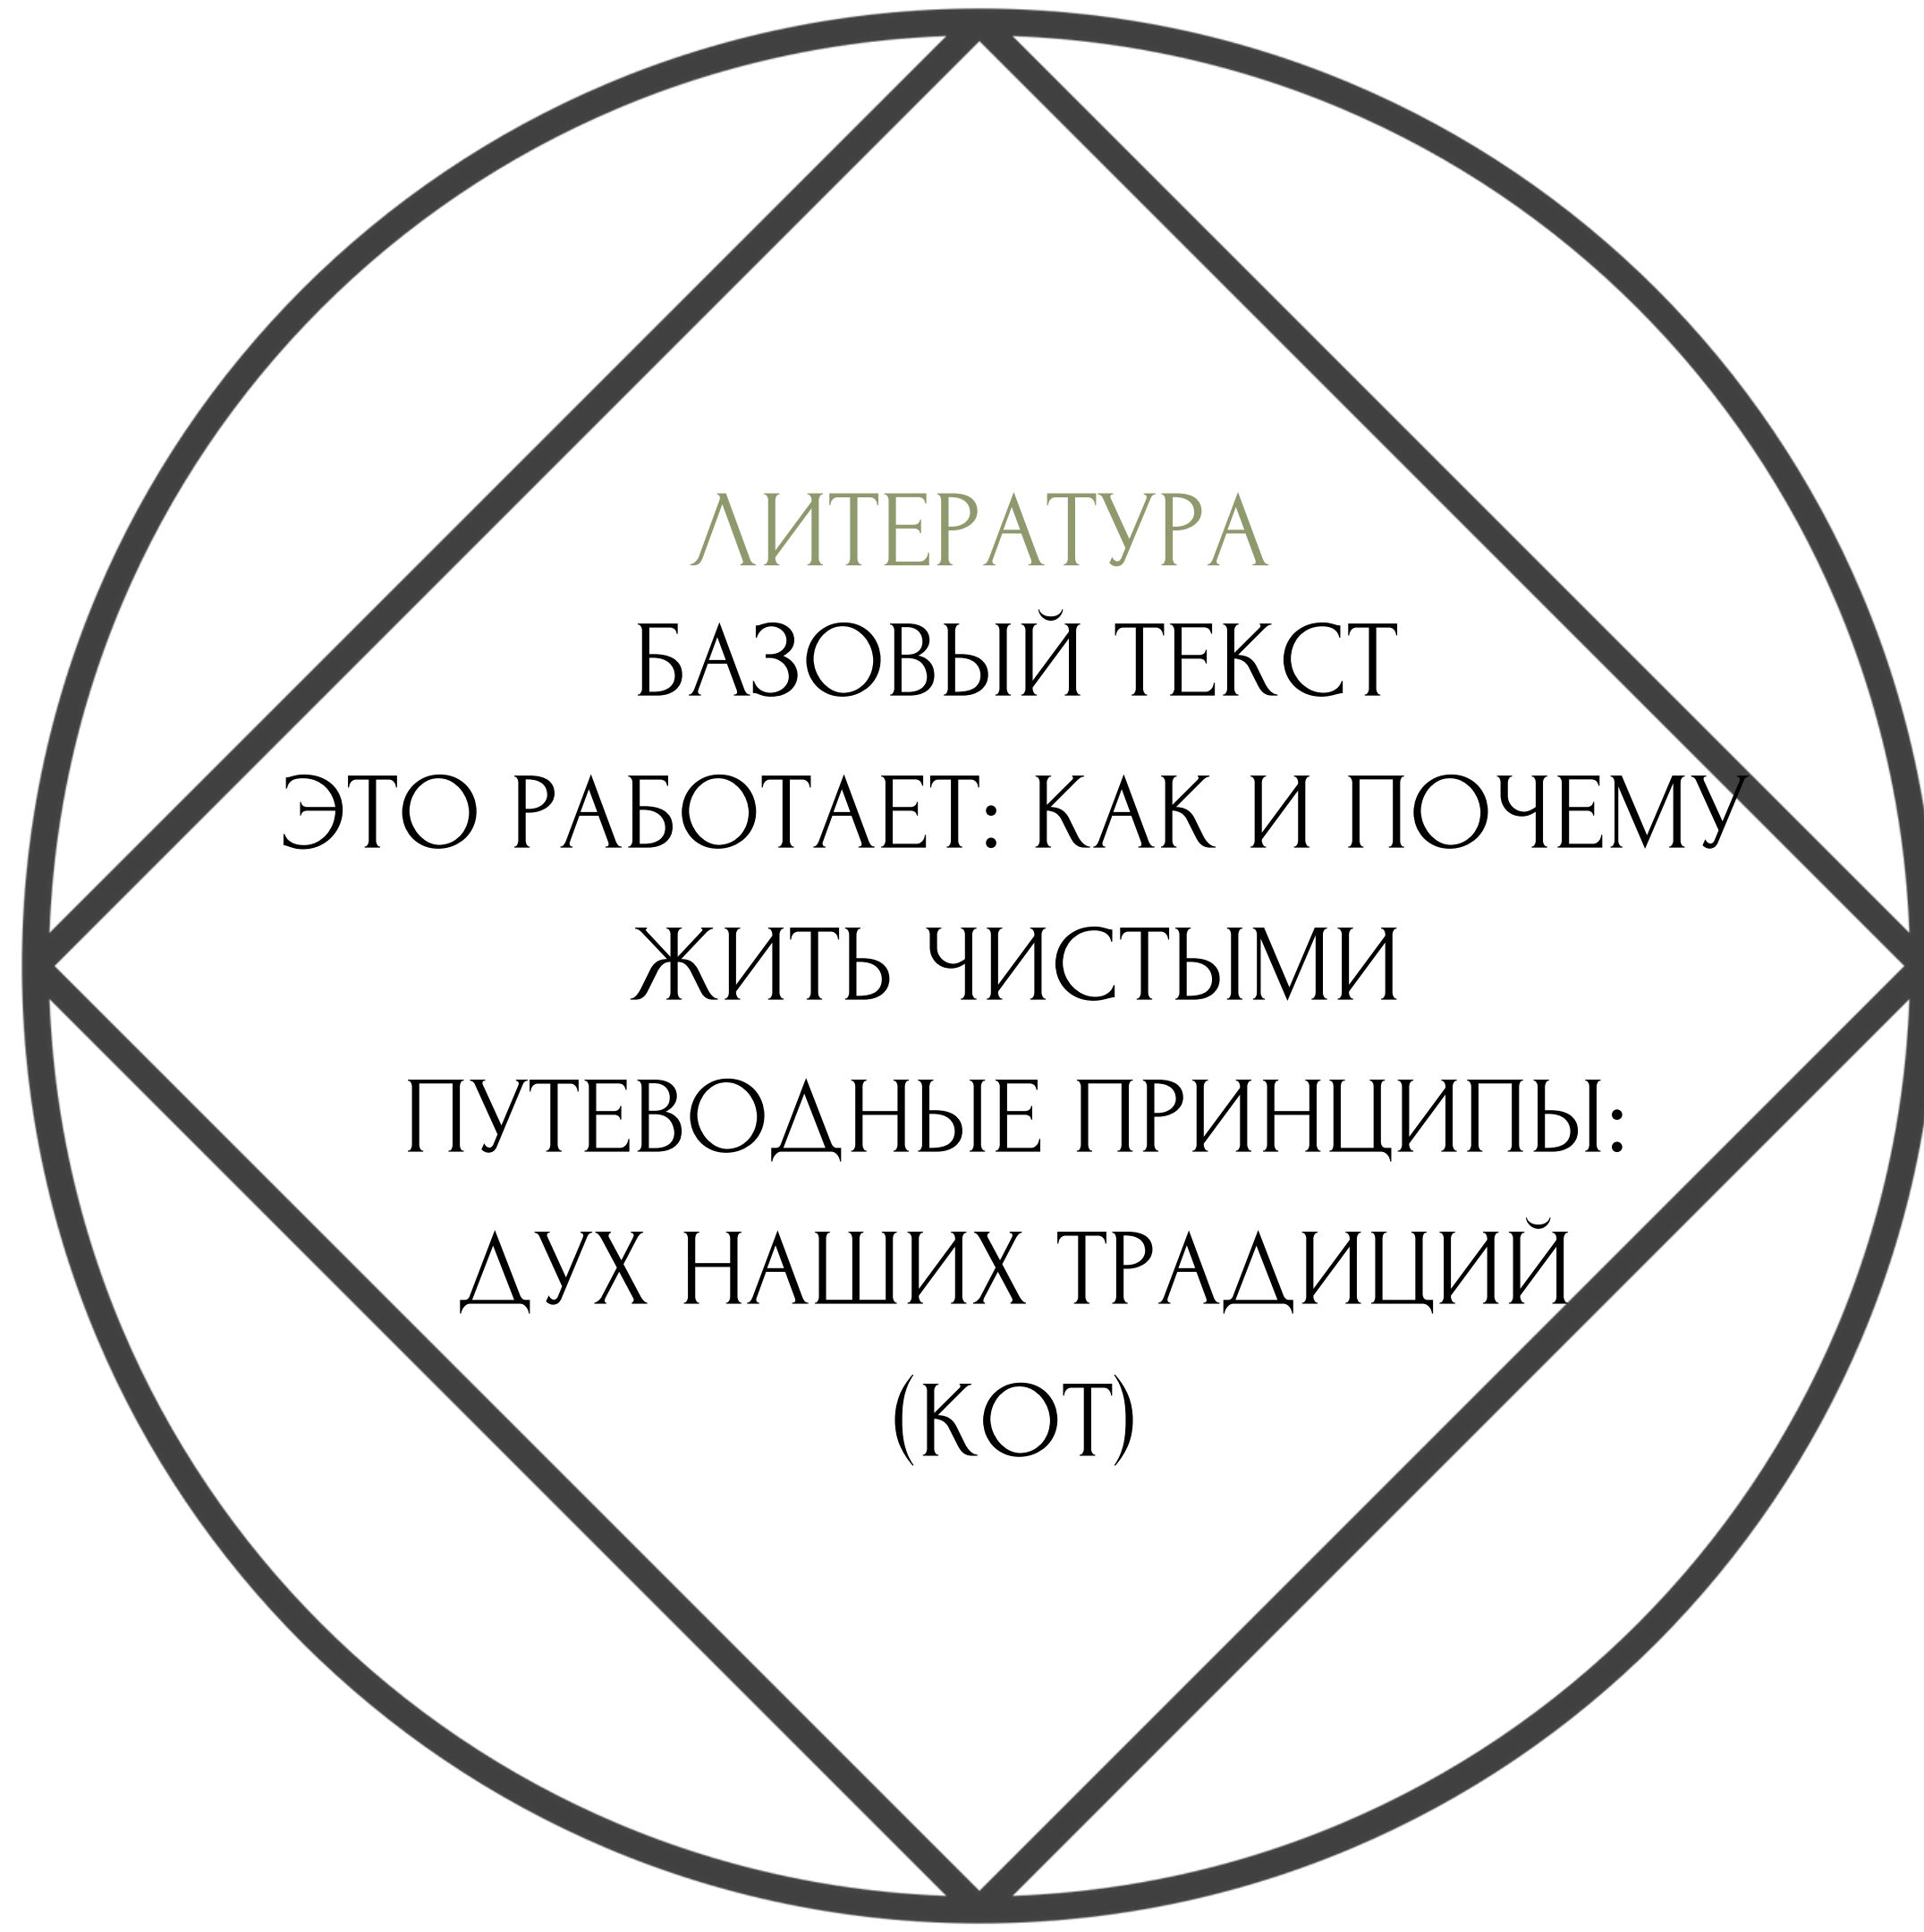 ЛИТЕРАТУРА
БАЗОВЫЙ ТЕКСТ
ЭТО РАБОТАЕТ: КАК И ПОЧЕМУ
ЖИТЬ ЧИСТЫМИ
ПУТЕВОДНЫЕ ПРИНЦИПЫ:
ДУХ НАШИХ ТРАДИЦИЙ
(КОТ)